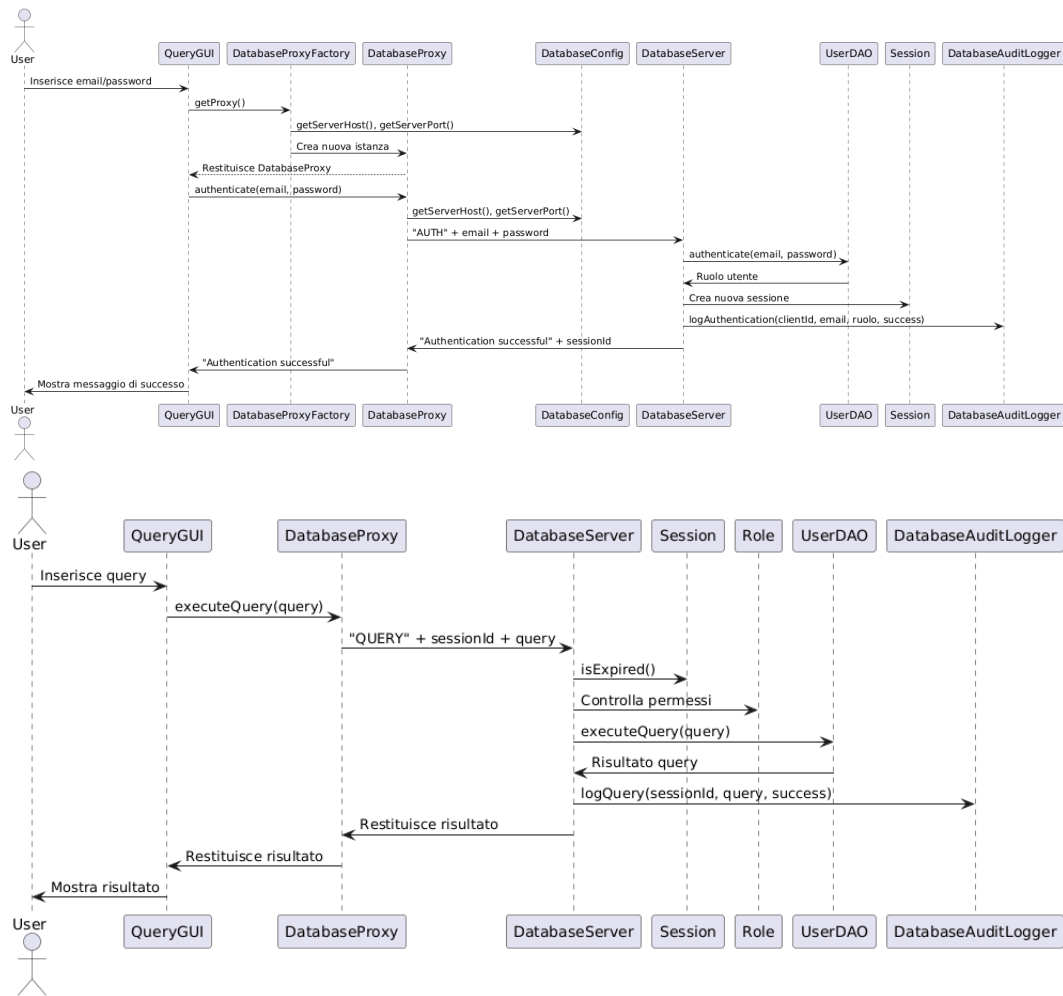 User
QueryGUI DatabaseProxyFactory DatabaseProxy DatabaseConfig DatabaseServer UserDAO Session DatabaseAuditLogger
Inserisce email/password
getProxy()
getServerHost(), getServerPort()
Crea nuova istanza
Restituisce DatabaseProxy
authenticate(email, password)
getServerHost(), getServerPort()
"AUTH" + email + password
authenticate(email, password)
Ruolo utente
Crea nuova sessione
logAuthentication(clientId, email, ruolo, success)
"Authentication successful" + sessionId
"Authentication successful"
Mostra messaggio di successo
User
QueryGUI DatabaseProxyFactory DatabaseProxy DatabaseConfig DatabaseServer UserDAO Session DatabaseAuditLogger
User
QueryGUI DatabaseProxy DatabaseServer Session Role UserDAO DatabaseAuditLogger
Inserisce query
executeQuery(query)
"QUERY" + sessionId + query
isExpired()
Controlla permessi
executeQuery(query)
Risultato query
logQuery(sessionId, query, success)
Restituisce risultato
Restituisce risultato
Mostra risultato
User
QueryGUI DatabaseProxy DatabaseServer Session Role UserDAO DatabaseAuditLogger